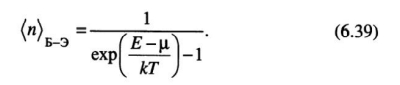 ⟨n⟩Б–Э = 1 / (exp((E – μ) / kT) – 1). (6.39)